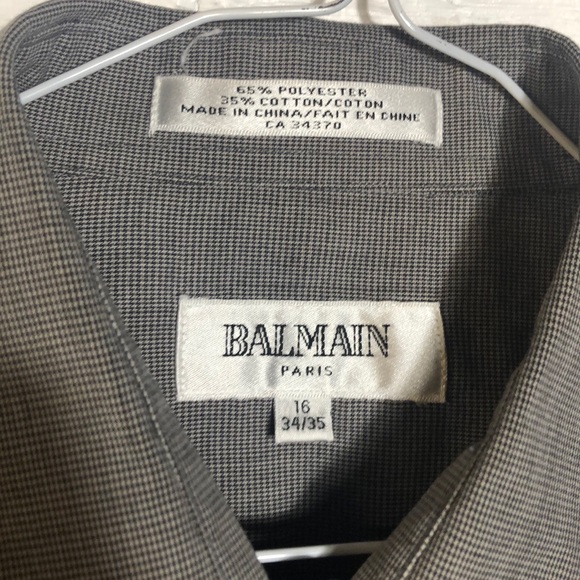 65% POLYESTER
35% COTTON/COTON
MADE IN CHINA/FAIT EN CHINE
CA 34370
BALMAIN
PARIS
16
34/35